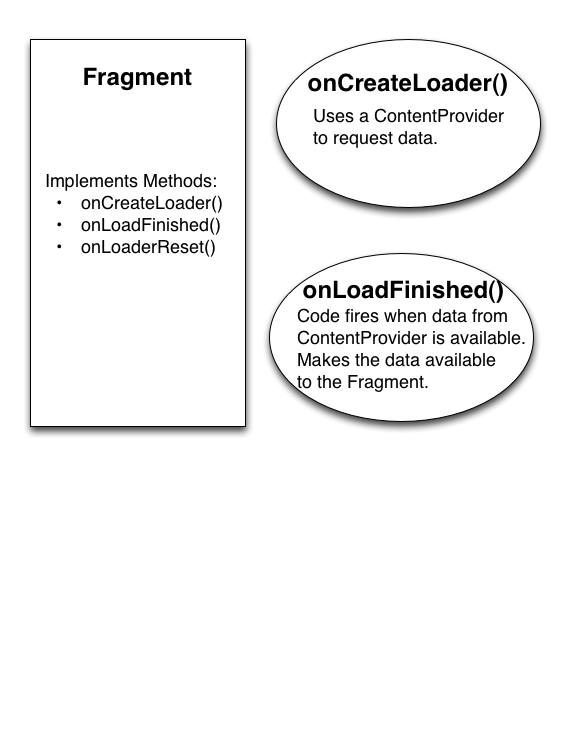 Fragment
Implements Methods:
• onCreateLoader()
• onLoadFinished()
• onLoaderReset()
onCreateLoader()
Uses a ContentProvider
to request data.
onLoadFinished()
Code fires when data from
ContentProvider is available.
Makes the data available
to the Fragment.